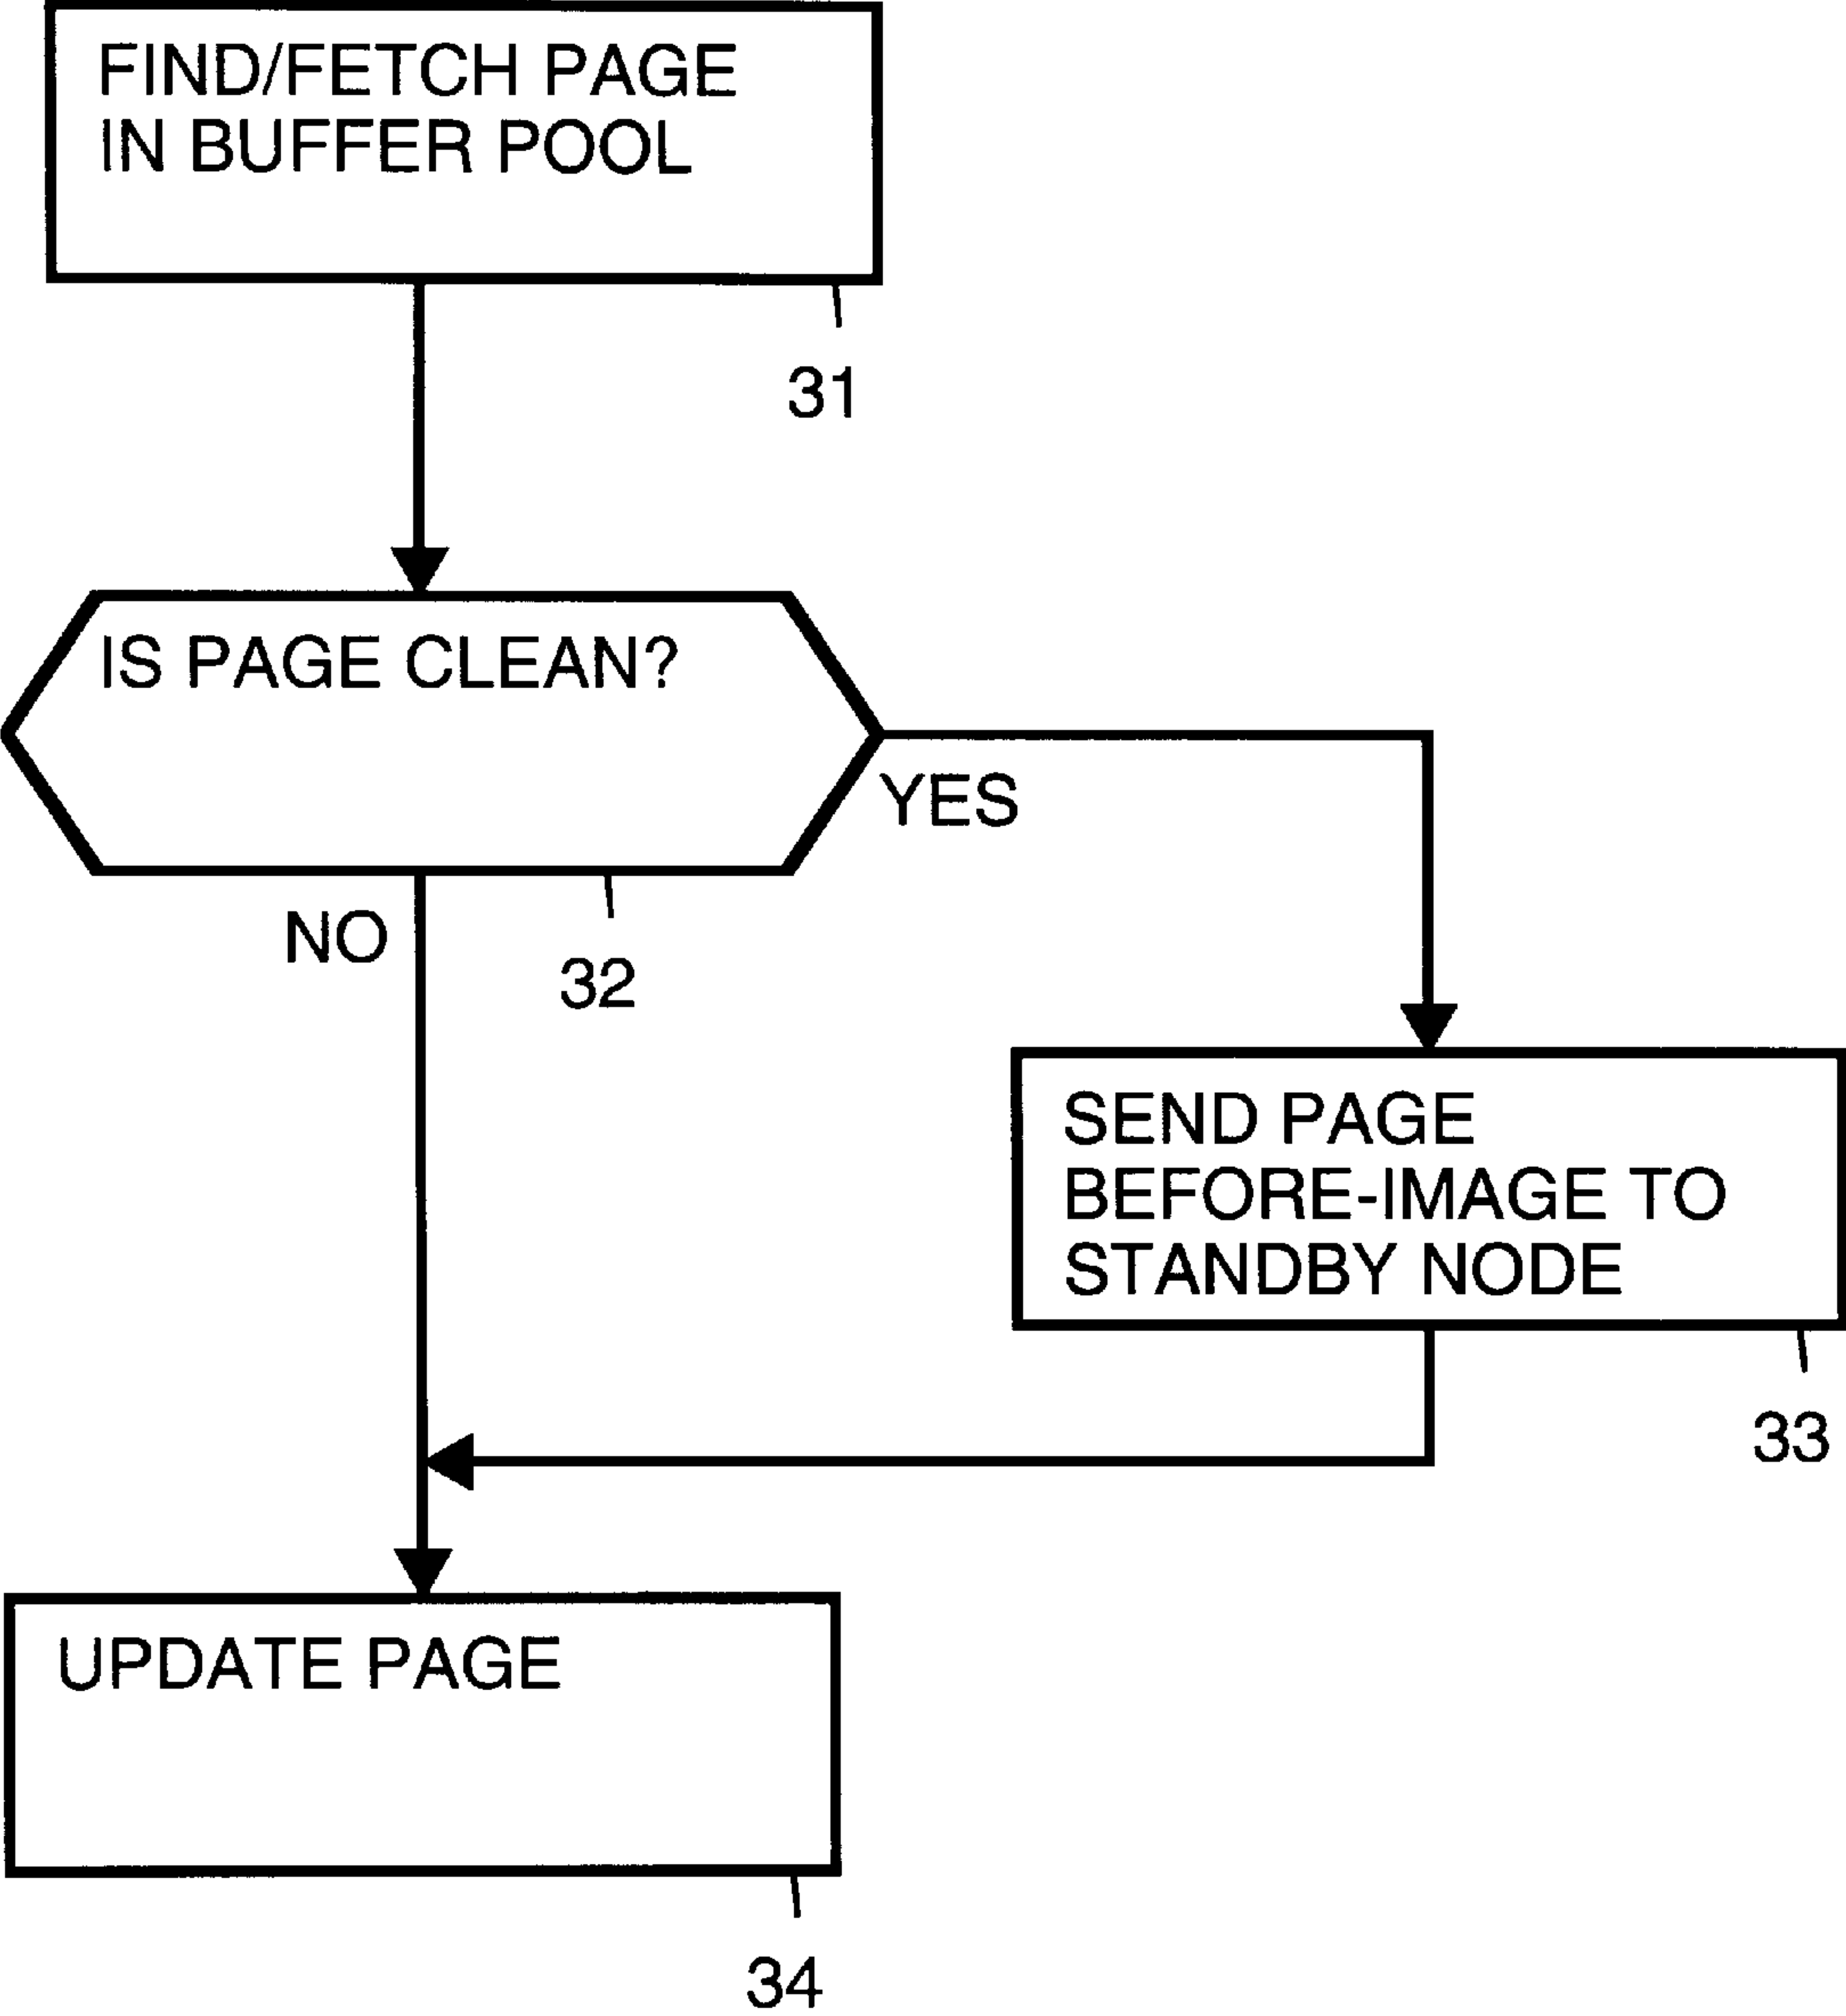 FIND/FETCH PAGE
IN BUFFER POOL
31
IS PAGE CLEAN?
YES
NO
32
SEND PAGE
BEFORE-IMAGE TO
STANDBY NODE
33
UPDATE PAGE
34